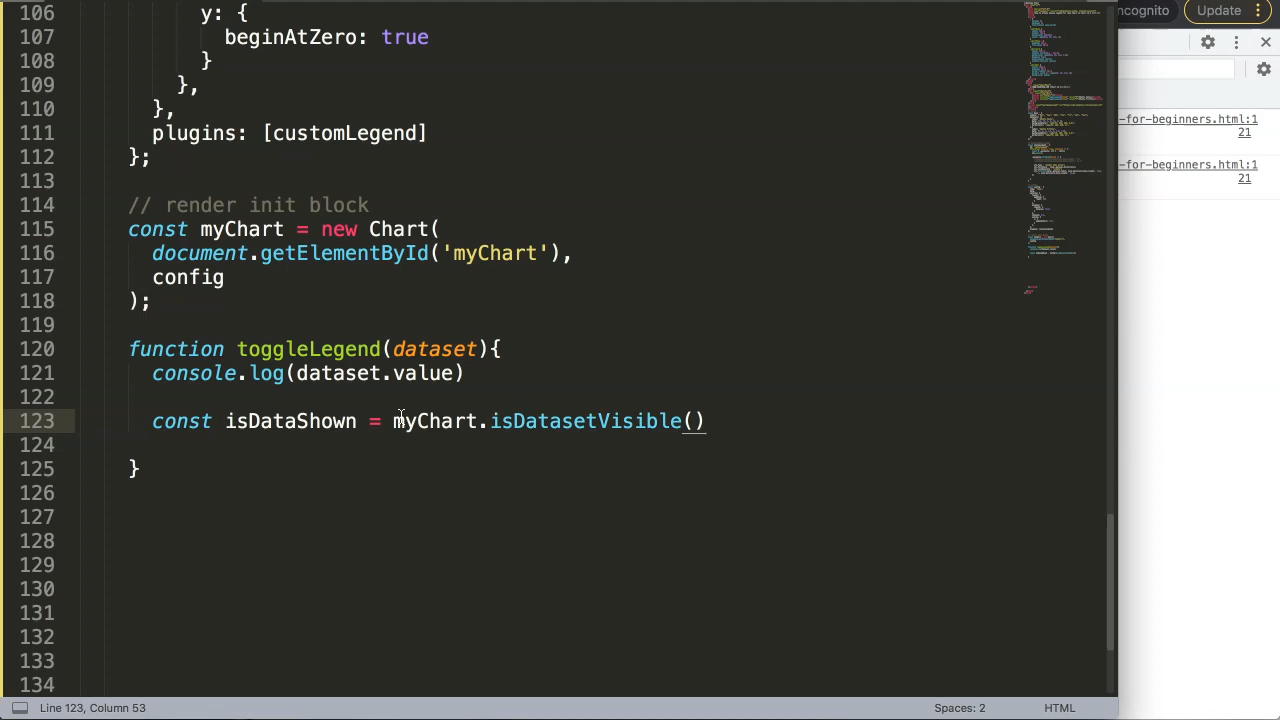 106 y: {
107 beginAtZero: true
108 }
109 },
110 },
111 plugins: [customLegend]
112 };
113
114 // render init block
115 const myChart = new Chart(
116 document.getElementById('myChart'),
117 config
118 );
119
120 function toggleLegend(dataset){
121 console.log(dataset.value)
122
123 const isDataShown = myChart.isDatasetVisible()
124
125 }
126
127
128
129
130
131
132
133
134
Line 123, Column 53
Spaces: 2 HTML
Update
-for-beginners.html:1
21
-for-beginners.html:1
21